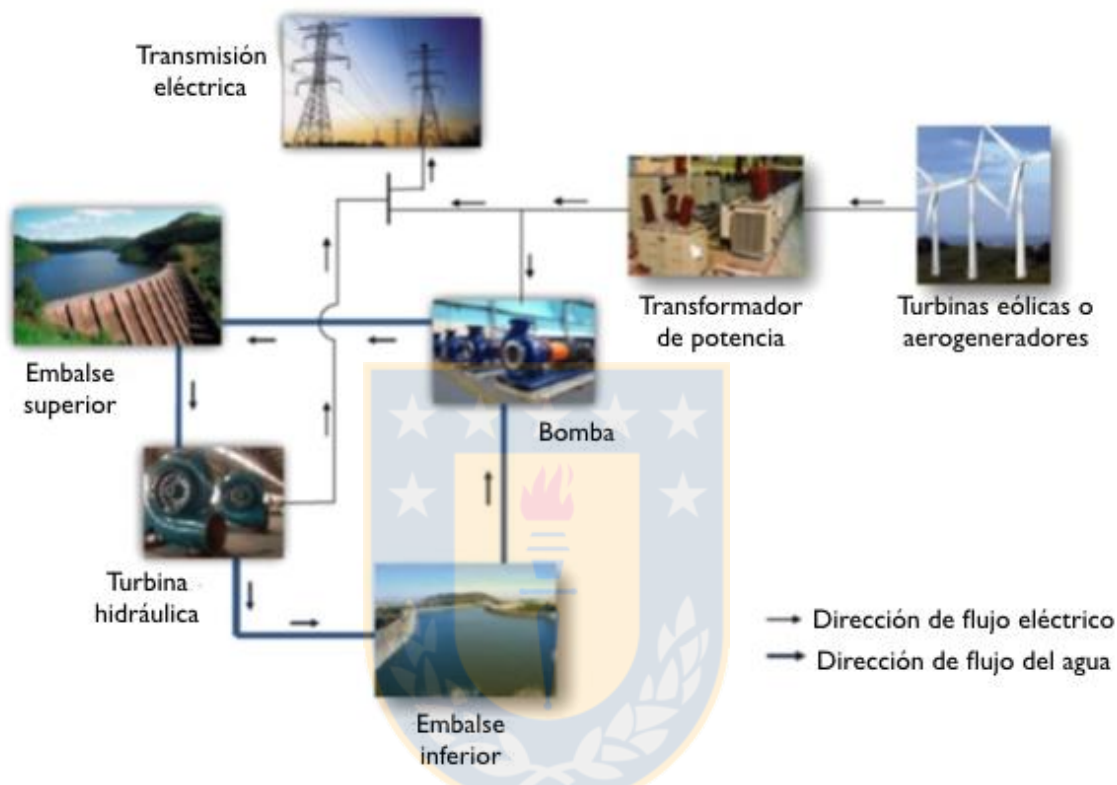 Transmisión
eléctrica
Embalse
superior
Transformador
de potencia
Turbinas eólicas o
aerogeneradores
Bomba
Turbina
hidráulica
Dirección de flujo eléctrico
Dirección de flujo del agua
Embalse
inferior